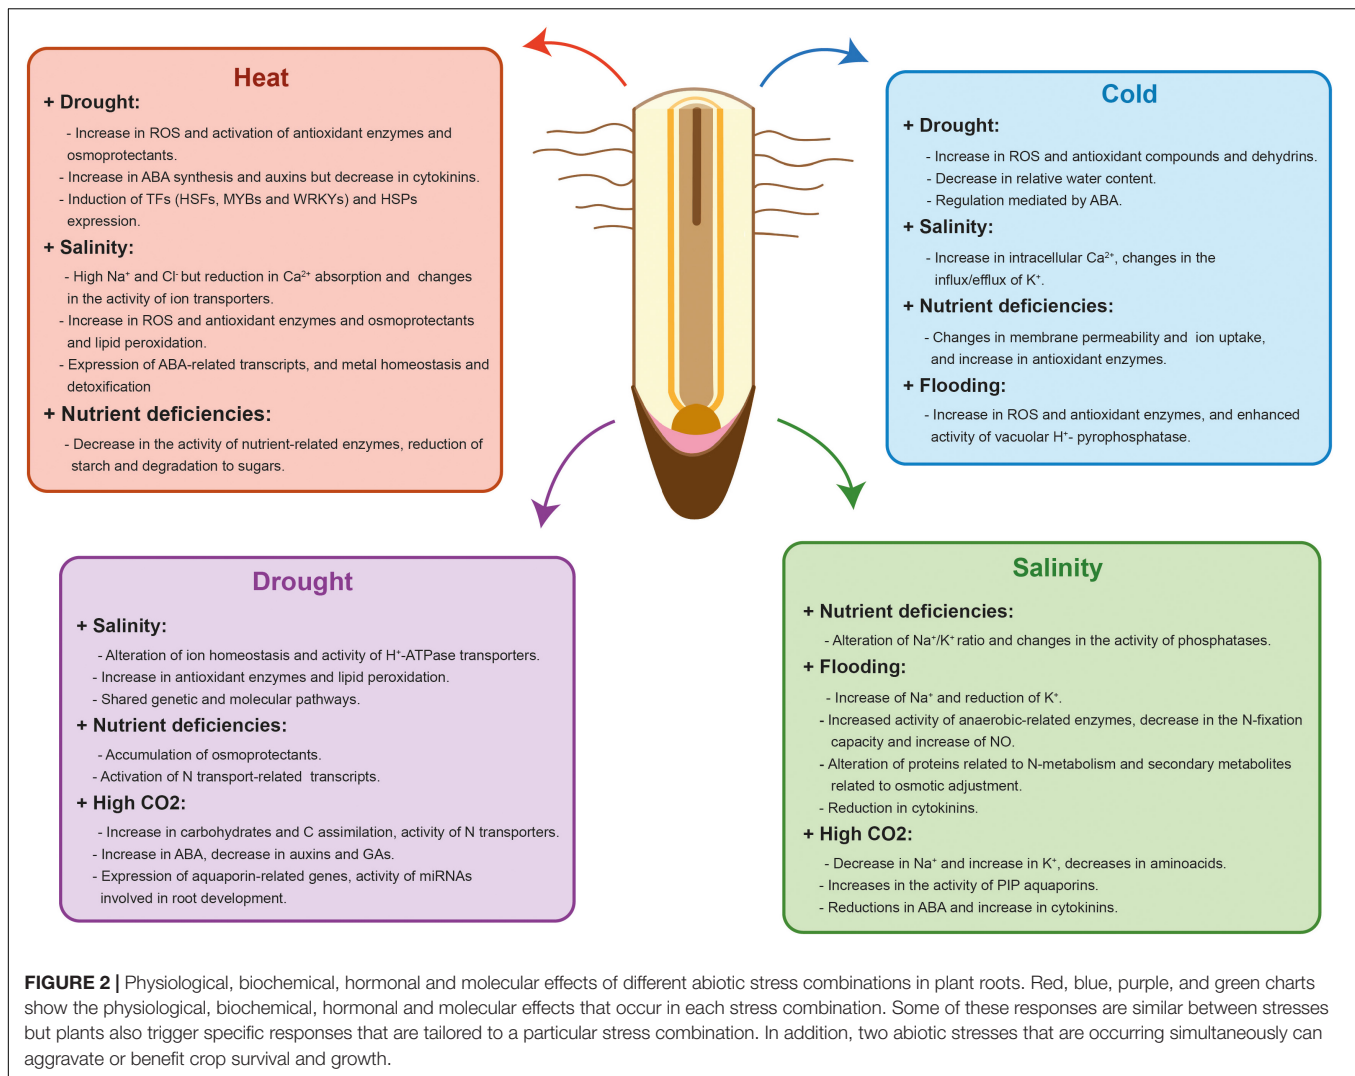 Heat
+ Drought:
- Increase in ROS and activation of antioxidant enzymes and
osmoprotectants.
- Increase in ABA synthesis and auxins but decrease in cytokinins.
- Induction of TFs (HSFs, MYBs and WRKYs) and HSPs
expression.
+ Salinity:
- High Na⁺ and Cl⁻ but reduction in Ca²⁺ absorption and changes
in the activity of ion transporters.
- Increase in ROS and antioxidant enzymes and osmoprotectants
and lipid peroxidation.
- Expression of ABA-related transcripts, and metal homeostasis and
detoxification
+ Nutrient deficiencies:
- Decrease in the activity of nutrient-related enzymes, reduction of
starch and degradation to sugars.
Cold
+ Drought:
- Increase in ROS and antioxidant compounds and dehydrins.
- Decrease in relative water content.
- Regulation mediated by ABA.
+ Salinity:
- Increase in intracellular Ca²⁺, changes in the
influx/efflux of K⁺.
+ Nutrient deficiencies:
- Changes in membrane permeability and ion uptake,
and increase in antioxidant enzymes.
+ Flooding:
- Increase in ROS and antioxidant enzymes, and enhanced
activity of vacuolar H⁺- pyrophosphatase.
Drought
+ Salinity:
- Alteration of ion homeostasis and activity of H⁺-ATPase transporters.
- Increase in antioxidant enzymes and lipid peroxidation.
- Shared genetic and molecular pathways.
+ Nutrient deficiencies:
- Accumulation of osmoprotectants.
- Activation of N transport-related transcripts.
+ High CO2:
- Increase in carbohydrates and C assimilation, activity of N transporters.
- Increase in ABA, decrease in auxins and GAs.
- Expression of aquaporin-related genes, activity of miRNAs
involved in root development.
Salinity
+ Nutrient deficiencies:
- Alteration of Na⁺/K⁺ ratio and changes in the activity of phosphatases.
+ Flooding:
- Increase of Na⁺ and reduction of K⁺.
- Increased activity of anaerobic-related enzymes, decrease in the N-fixation
capacity and increase of NO.
- Alteration of proteins related to N-metabolism and secondary metabolites
related to osmotic adjustment.
- Reduction in cytokinins.
+ High CO2:
- Decrease in Na⁺ and increase in K⁺, decreases in aminoacids.
- Increases in the activity of PIP aquaporins.
- Reductions in ABA and increase in cytokinins.
FIGURE 2 | Physiological, biochemical, hormonal and molecular effects of different abiotic stress combinations in plant roots. Red, blue, purple, and green charts
show the physiological, biochemical, hormonal and molecular effects that occur in each stress combination. Some of these responses are similar between stresses
but plants also trigger specific responses that are tailored to a particular stress combination. In addition, two abiotic stresses that are occurring simultaneously can
aggravate or benefit crop survival and growth.